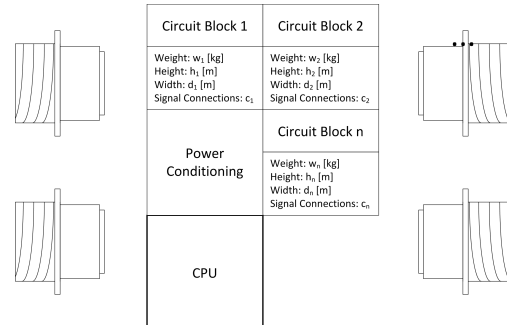 Circuit Block 1
Circuit Block 2
Weight: w₁ [kg]
Height: h₁ [m]
Width: d₁ [m]
Signal Connections: c₁
Weight: w₂ [kg]
Height: h₂ [m]
Width: d₂ [m]
Signal Connections: c₂
Power
Conditioning
Circuit Block n
Weight: wₙ [kg]
Height: hₙ [m]
Width: dₙ [m]
Signal Connections: cₙ
CPU